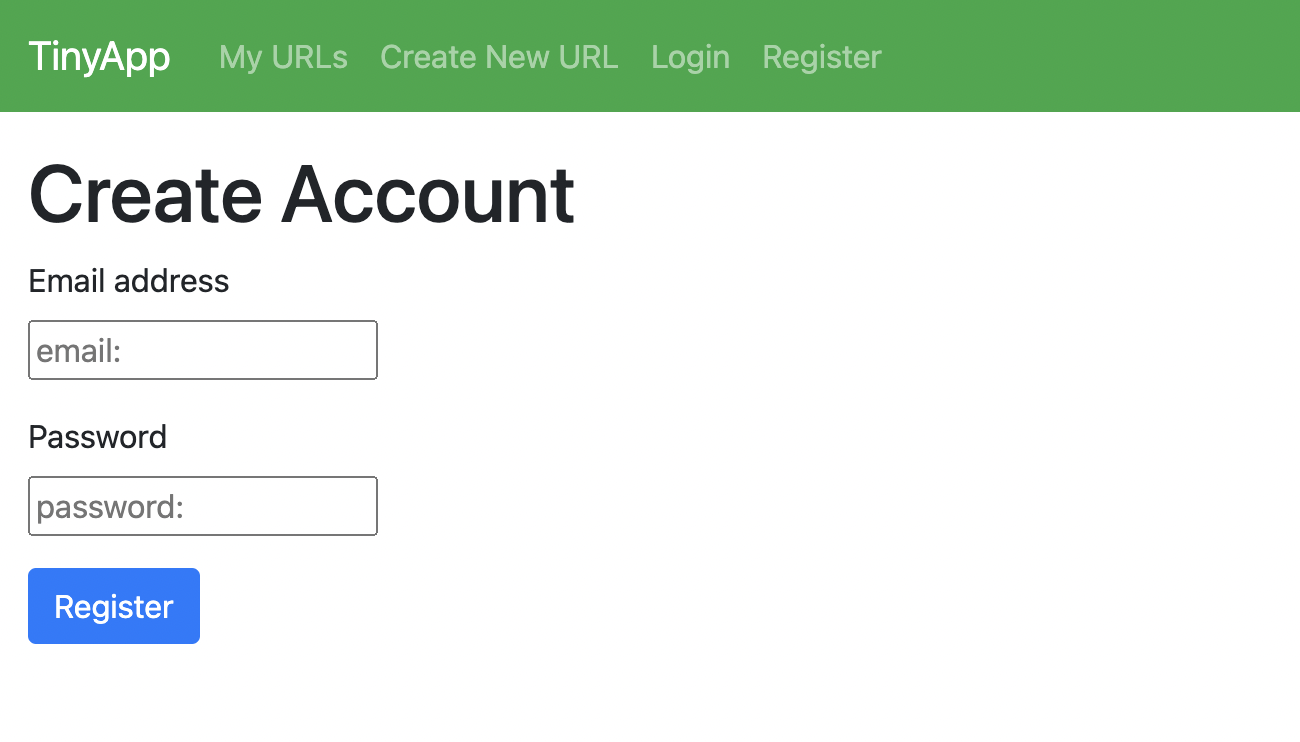 TinyApp My URLs Create New URL Login Register
Create Account
Email address
email:
Password
password:
Register